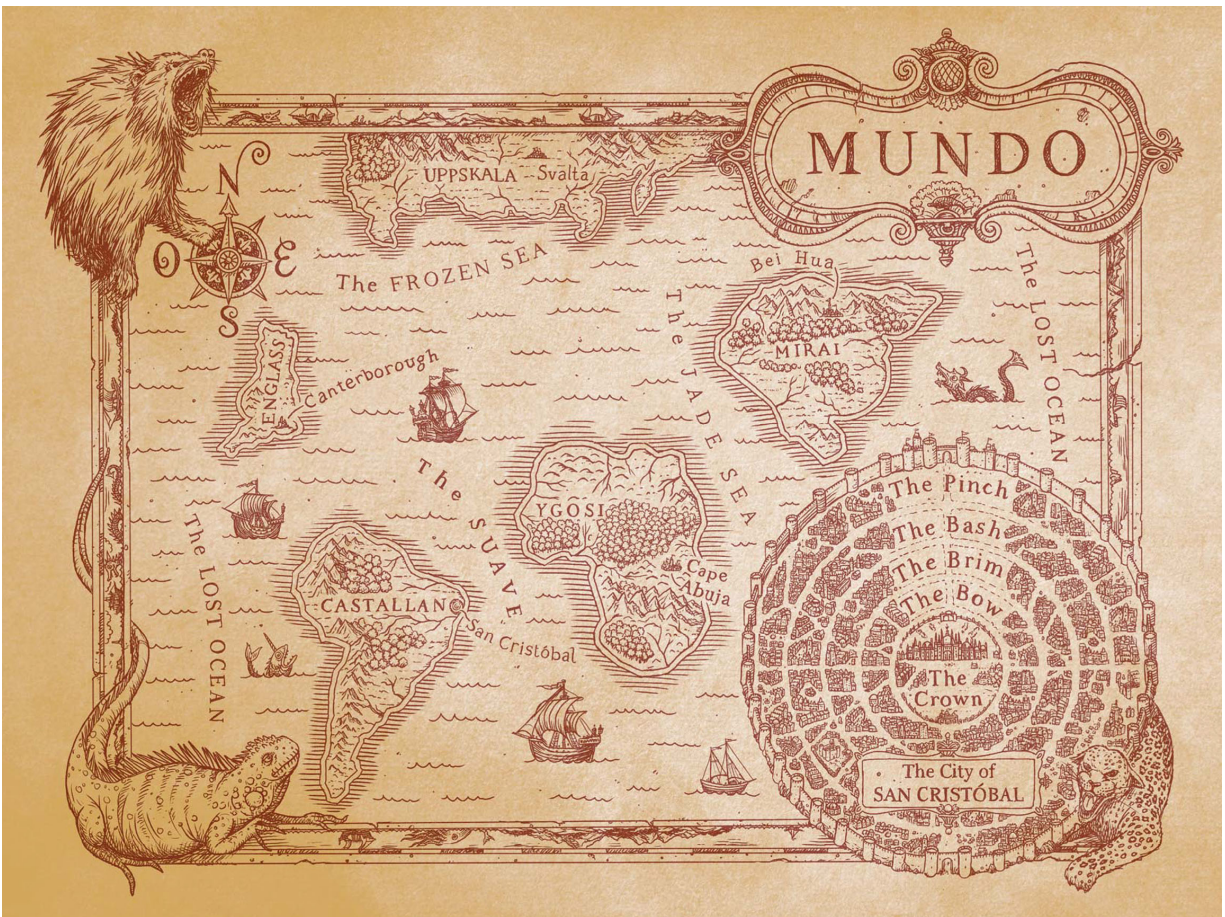 MUNDO
N
O E
S
UPPSKALA
Svalta
The FROZEN SEA
Bei Hua
MIRAI
The JADE SEA
The LOST OCEAN
ENGLASS
Canterborough
The SUAVE
YGOSI
Cape
Abuja
The LOST OCEAN
CASTALLAN
San Cristóbal
The Pinch
The Bash
The Brim
The Bow
The
Crown
The City of
SAN CRISTÓBAL